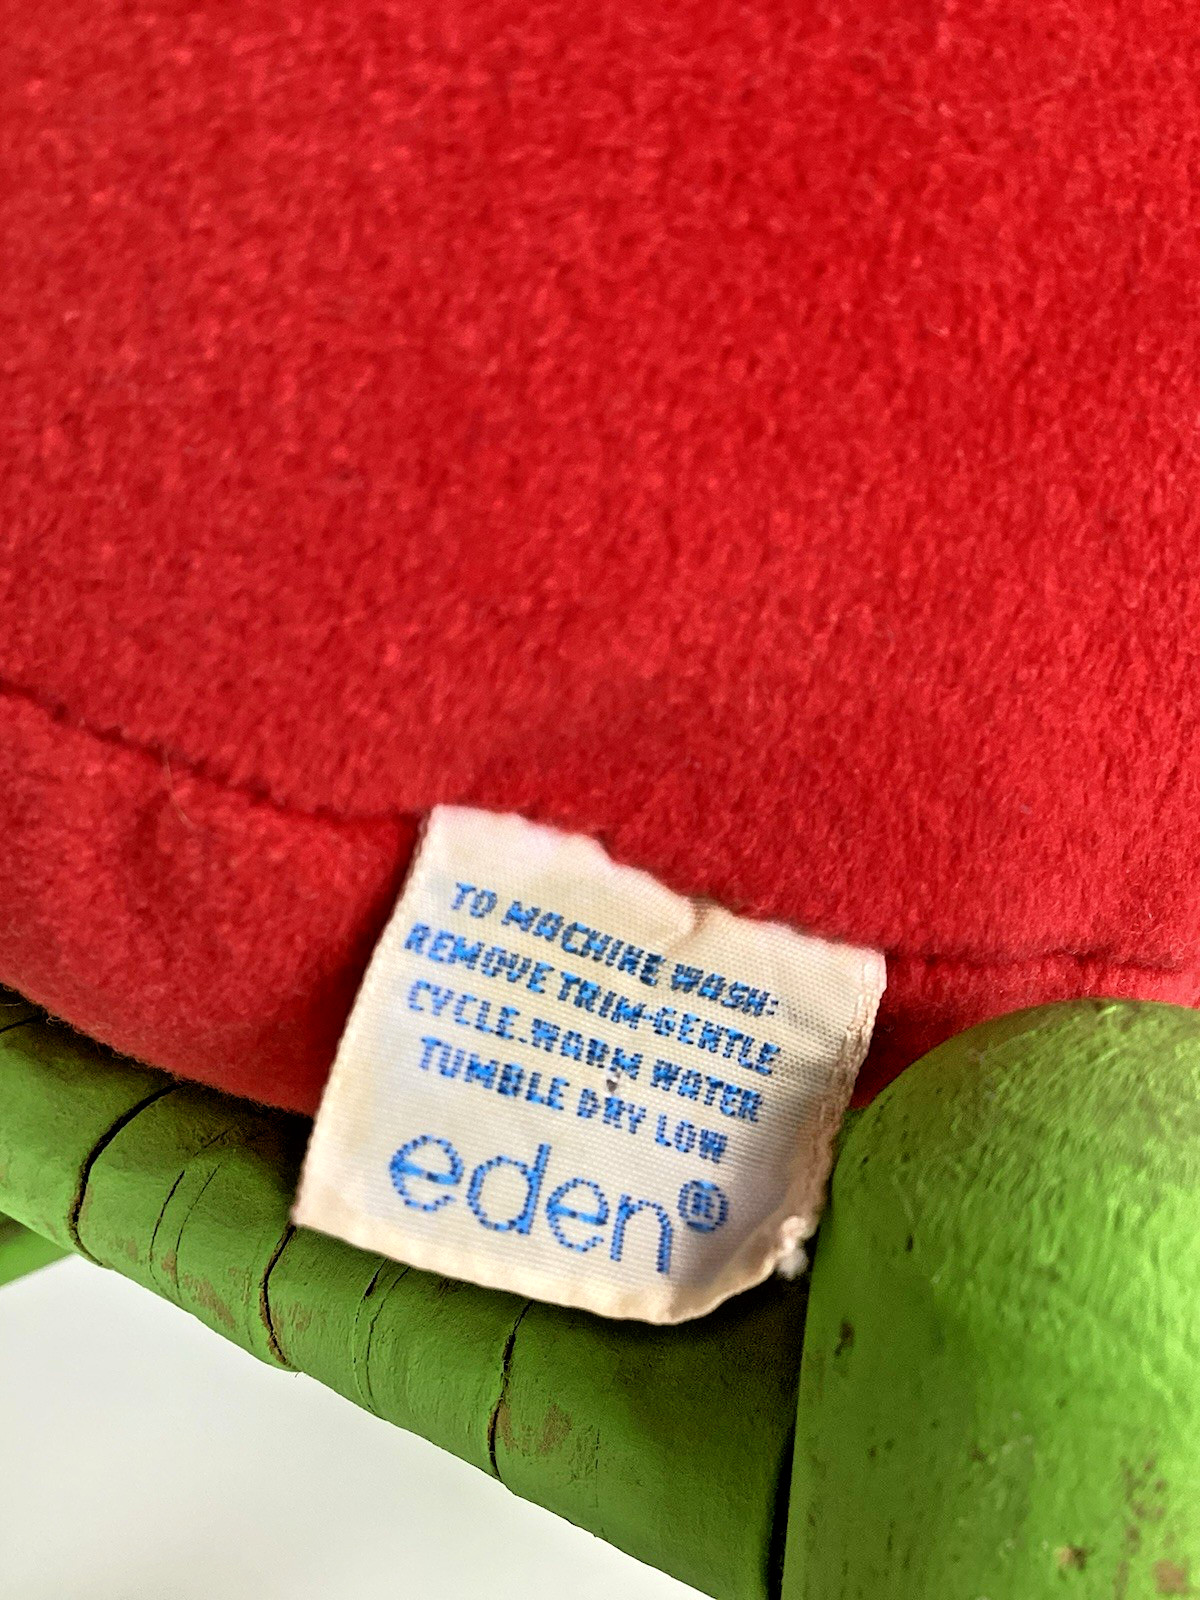 TO MACHINE WASH:
REMOVE TRIM-GENTLE
CYCLE.WARM WATER
TUMBLE DRY LOW
eden®